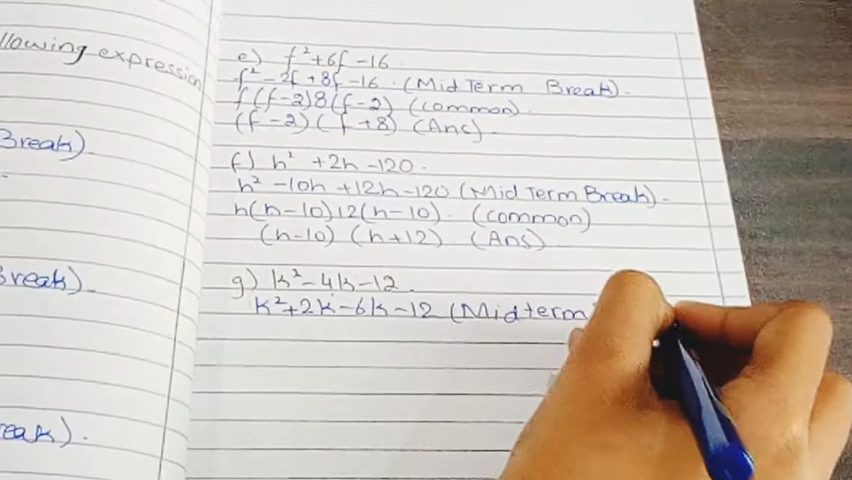 llowing expression
Break)
Break)
eak).
e) f² + 6f - 16.
f² - 2f + 8f - 16. (Mid Term Break).
f(f-2)8(f-2) (common).
(f-2)(f+8) (Ans).
f.) h² + 2h - 120.
h² - 10h + 12h - 120 (Mid Term Break).
h(h-10)12(h-10). (common)
(h-10) (h+12) (Ans)
g) k² - 4k - 12.
k² + 2k - 6k - 12 (Midterm